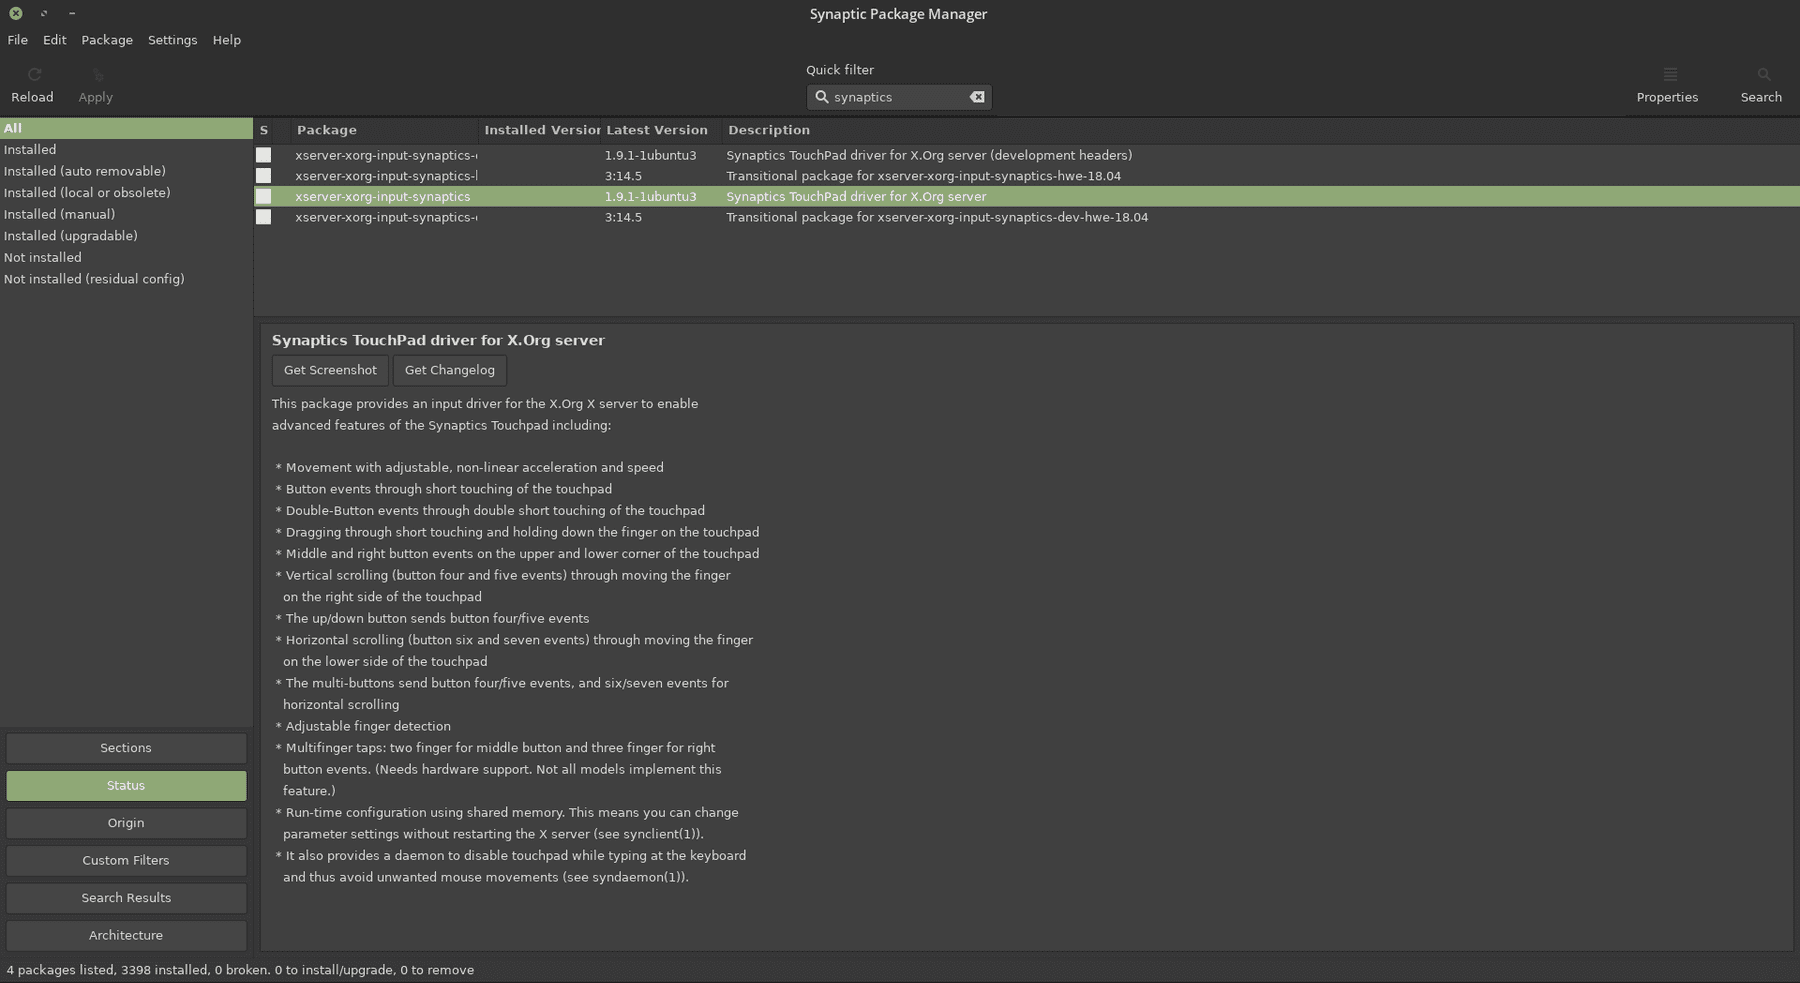 Synaptic Package Manager
File Edit Package Settings Help
Quick filter
Reload Apply synaptics Properties Search
All
Installed
Installed (auto removable)
Installed (local or obsolete)
Installed (manual)
Installed (upgradable)
Not installed
Not installed (residual config)
S Package Installed Version Latest Version Description
xserver-xorg-input-synaptics- 1.9.1-1ubuntu3 Synaptics TouchPad driver for X.Org server (development headers)
xserver-xorg-input-synaptics- 3:14.5 Transitional package for xserver-xorg-input-synaptics-hwe-18.04
xserver-xorg-input-synaptics 1.9.1-1ubuntu3 Synaptics TouchPad driver for X.Org server
xserver-xorg-input-synaptics- 3:14.5 Transitional package for xserver-xorg-input-synaptics-dev-hwe-18.04
Synaptics TouchPad driver for X.Org server
Get Screenshot Get Changelog
This package provides an input driver for the X.Org X server to enable
advanced features of the Synaptics Touchpad including:
* Movement with adjustable, non-linear acceleration and speed
* Button events through short touching of the touchpad
* Double-Button events through double short touching of the touchpad
* Dragging through short touching and holding down the finger on the touchpad
* Middle and right button events on the upper and lower corner of the touchpad
* Vertical scrolling (button four and five events) through moving the finger
on the right side of the touchpad
* The up/down button sends button four/five events
* Horizontal scrolling (button six and seven events) through moving the finger
on the lower side of the touchpad
* The multi-buttons send button four/five events, and six/seven events for
horizontal scrolling
* Adjustable finger detection
* Multifinger taps: two finger for middle button and three finger for right
button events. (Needs hardware support. Not all models implement this
feature.)
* Run-time configuration using shared memory. This means you can change
parameter settings without restarting the X server (see synclient(1)).
* It also provides a daemon to disable touchpad while typing at the keyboard
and thus avoid unwanted mouse movements (see syndaemon(1)).
Sections
Status
Origin
Custom Filters
Search Results
Architecture
4 packages listed, 3398 installed, 0 broken. 0 to install/upgrade, 0 to remove